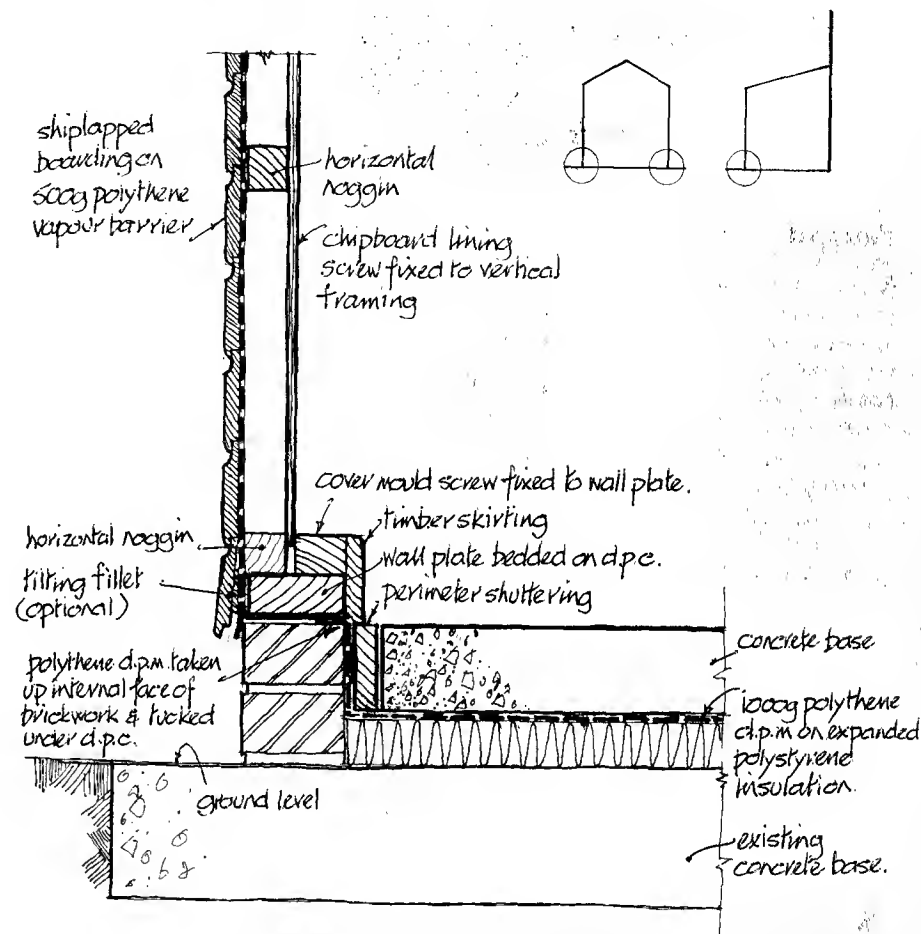 shiplapped
boarding on
500g polythene
vapour barrier
horizontal
noggin
chipboard lining
screw fixed to vertical
framing
cover mould screw fixed to wall plate.
timber skirting
wall plate bedded on d.p.c.
perimeter shuttering
horizontal noggin
tilting fillet
(optional)
polythene d.p.m. taken
up internal face of
brickwork & tucked
under d.p.c.
ground level
concrete base
1000g polythene
d.p.m on expanded
polystyrene
insulation.
existing
concrete base.